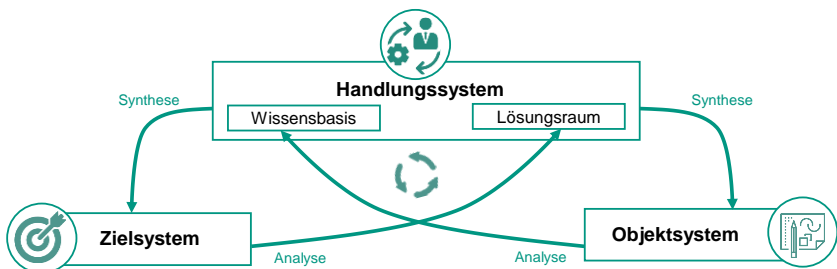 Handlungssystem
Synthese
Synthese
Wissensbasis
Lösungsraum
Zielsystem
Objektsystem
Analyse
Analyse